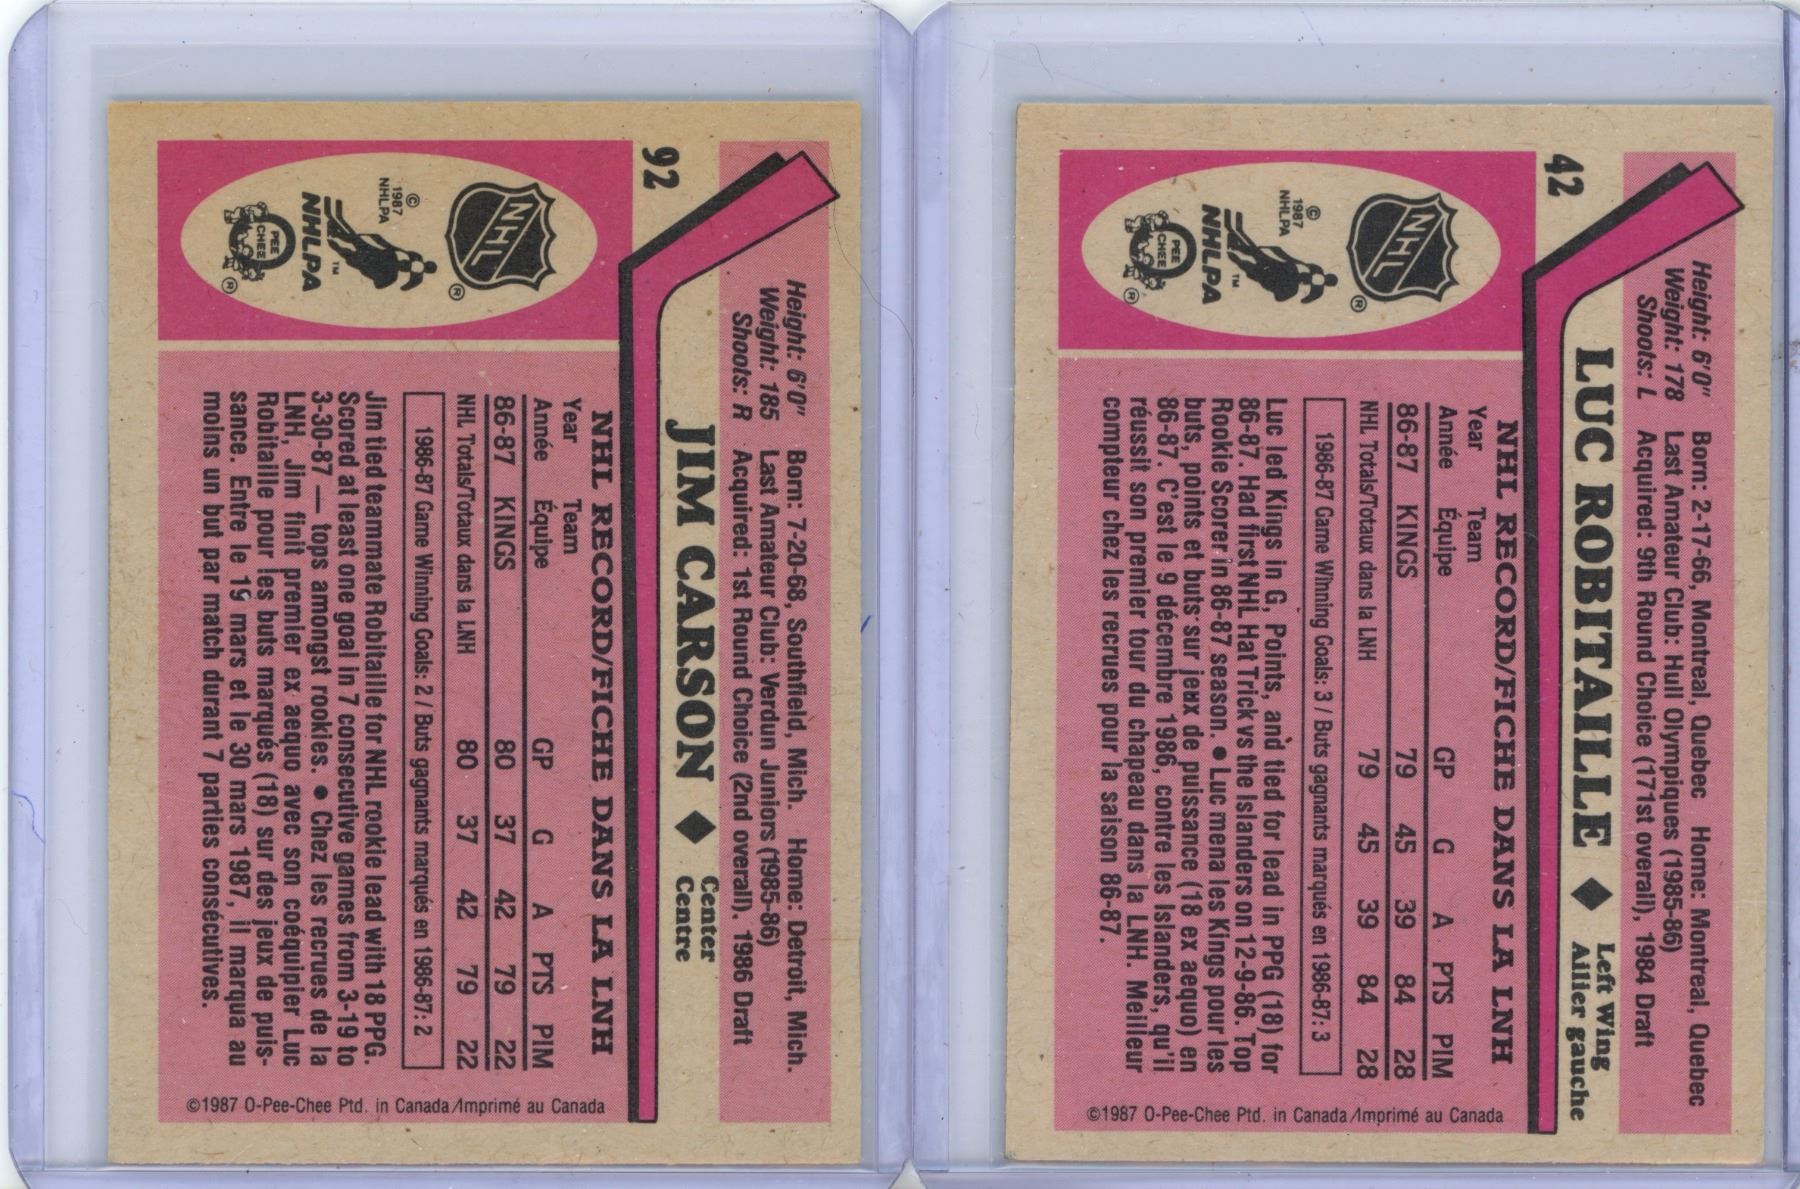 92
JIM CARSON ◆ Center
Centre
Height: 6'0" Born: 7-20-68, Southfield, Mich. Home: Detroit, Mich.
Weight: 185 Last Amateur Club: Verdun Juniors (1985-86)
Shoots: R Acquired: 1st Round Choice (2nd overall), 1986 Draft
NHL
®
© 1987 NHLPA
NHLPA
™
O
PEE
CHEE
®
NHL RECORD/FICHE DANS LA LNH
Year Team
Année Équipe GP G A PTS PIM
86-87 KINGS 80 37 42 79 22
NHL Totals/Totaux dans la LNH 80 37 42 79 22
1986-87 Game Winning Goals: 2 / Buts gagnants marqués en 1986-87: 2
Jim tied teammate Robitaille for NHL rookie lead with 18 PPG.
Scored at least one goal in 7 consecutive games from 3-19 to
3-30-87 — tops amongst rookies. ● Chez les recrues de la
LNH, Jim finit premier ex aequo avec son coéquipier Luc
Robitaille pour les buts marqués (18) sur des jeux de puis-
sance. Entre le 19 mars et le 30 mars 1987, il marqua au
moins un but par match durant 7 parties consécutives.
©1987 O-Pee-Chee Ptd. in Canada/Imprimé au Canada
42
LUC ROBITAILLE ◆ Left Wing
Ailier gauche
Height: 6'0" Born: 2-17-66, Montreal, Quebec Home: Montreal, Quebec
Weight: 178 Last Amateur Club: Hull Olympiques (1985-86)
Shoots: L Acquired: 9th Round Choice (171st overall), 1984 Draft
NHL
®
© 1987 NHLPA
NHLPA
™
O
PEE
CHEE
®
NHL RECORD/FICHE DANS LA LNH
Year Team
Année Équipe GP G A PTS PIM
86-87 KINGS 79 45 39 84 28
NHL Totals/Totaux dans la LNH 79 45 39 84 28
1986-87 Game Winning Goals: 3 / Buts gagnants marqués en 1986-87: 3
Luc led Kings in G, Points, and tied for lead in PPG (18) for
86-87. Had first NHL Hat Trick vs the Islanders on 12-9-86. Top
Rookie Scorer in 86-87 season. ● Luc mena les Kings pour les
buts, points et buts sur jeux de puissance (18 ex aequo) en
86-87. C'est le 9 décembre 1986, contre les Islanders, qu'il
réussit son premier tour du chapeau dans la LNH. Meilleur
compteur chez les recrues pour la saison 86-87.
©1987 O-Pee-Chee Ptd. in Canada/Imprimé au Canada